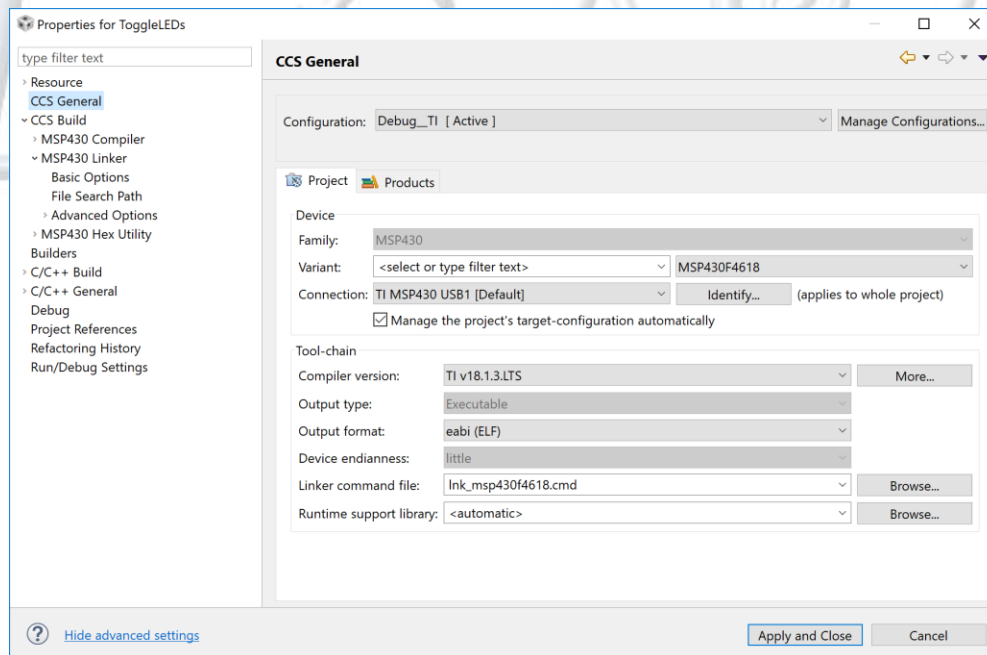 Properties for ToggleLEDs
type filter text
Resource
CCS General
CCS Build
MSP430 Compiler
MSP430 Linker
Basic Options
File Search Path
Advanced Options
MSP430 Hex Utility
Builders
C/C++ Build
C/C++ General
Debug
Project References
Refactoring History
Run/Debug Settings
CCS General
Configuration: Debug__TI [ Active ] Manage Configurations...
Project Products
Device
Family: MSP430
Variant: <select or type filter text> MSP430F4618
Connection: TI MSP430 USB1 [Default] Identify... (applies to whole project)
Manage the project's target-configuration automatically
Tool-chain
Compiler version: TI v18.1.3.LTS More...
Output type: Executable
Output format: eabi (ELF)
Device endianness: little
Linker command file: lnk_msp430f4618.cmd Browse...
Runtime support library: <automatic> Browse...
? Hide advanced settings Apply and Close Cancel